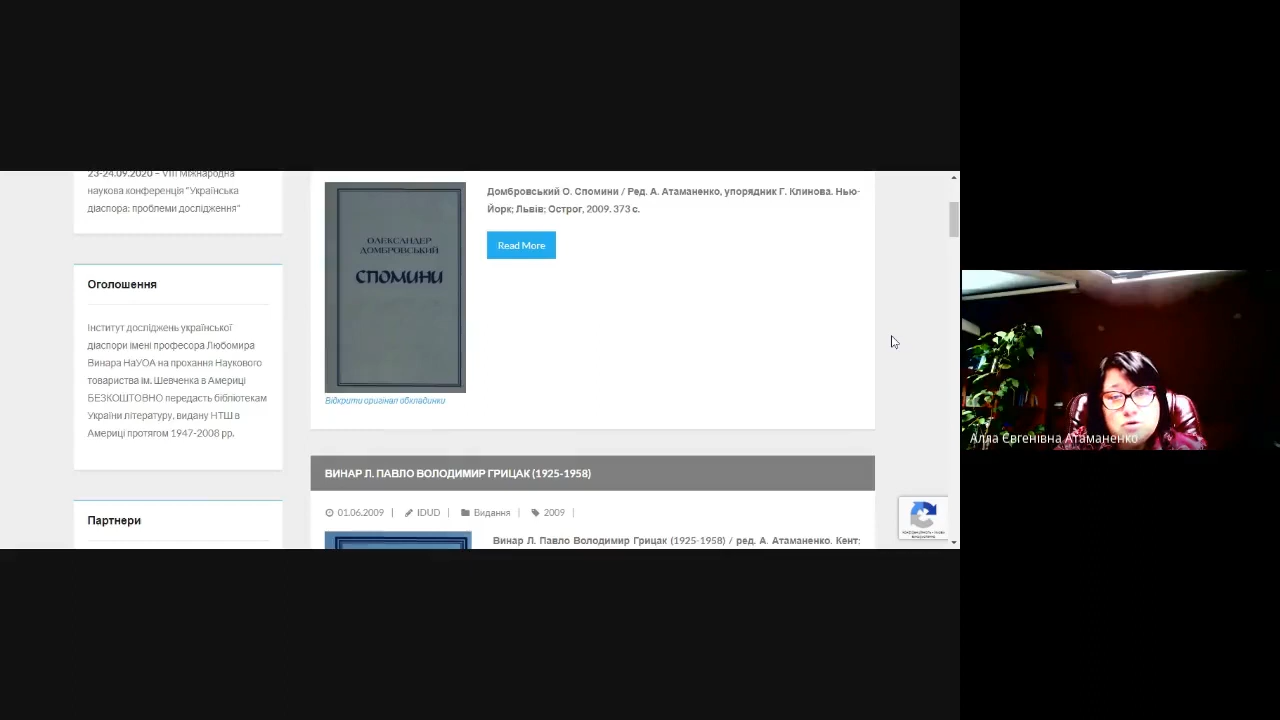 23-24.09.2020 – VIII Міжнародна
наукова конференція "Українська
діаспора: проблеми дослідження"
Оголошення
Інститут досліджень української
діаспори імені професора Любомира
Винара НаУОА на прохання Наукового
товариства ім. Шевченка в Америці
БЕЗКОШТОВНО передасть бібліотекам
України літературу, видану НТШ в
Америці протягом 1947-2008 рр.
Партнери
ОЛЕКСАНДЕР
ДОМБРОВСЬКИЙ
СПОМИНИ
Відкрити оригінал обкладинки
Домбровський О. Спомини / Ред. А. Атаманенко, упорядник Г. Клинова. Нью-
Йорк; Львів; Острог, 2009. 373 с.
Read More
ВИНАР Л. ПАВЛО ВОЛОДИМИР ГРИЦАК (1925-1958)
01.06.2009 | IDUD | Видання | 2009 |
Винар Л. Павло Володимир Грицак (1925-1958) / ред. А. Атаманенко. Кент:
Алла Євгенівна Атаманенко